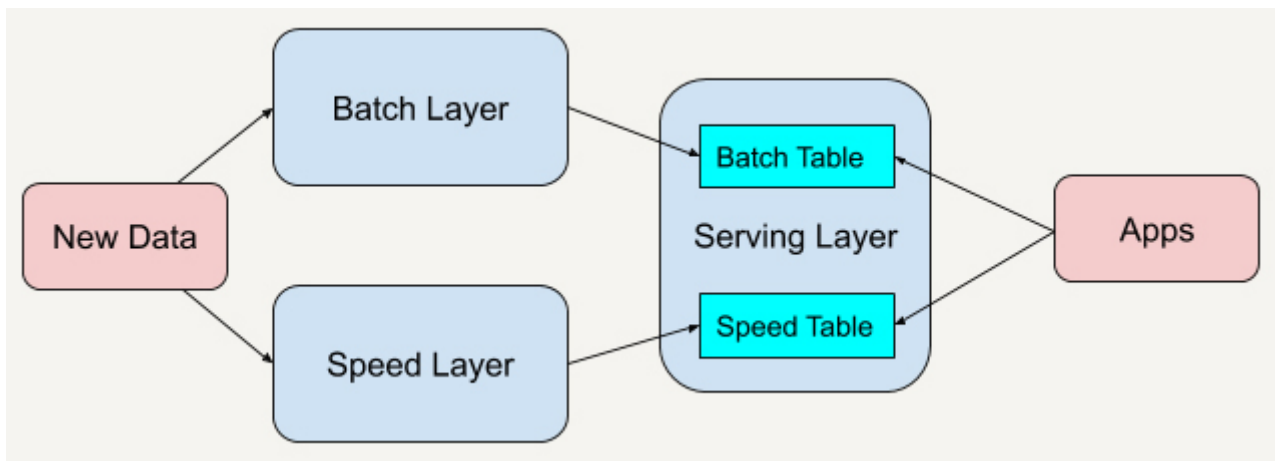 Batch Layer
Batch Table
New Data
Serving Layer
Apps
Speed Table
Speed Layer